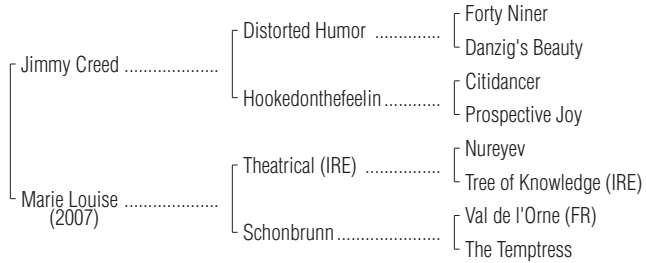 Forty Niner
Distorted Humor ..............
Danzig's Beauty
Jimmy Creed ....................
Citidancer
Hookedonthefeelin............
Prospective Joy
Nureyev
Theatrical (IRE) ................
Tree of Knowledge (IRE)
Marie Louise ....................
(2007)
Val de l'Orne (FR)
Schonbrunn......................
The Temptress